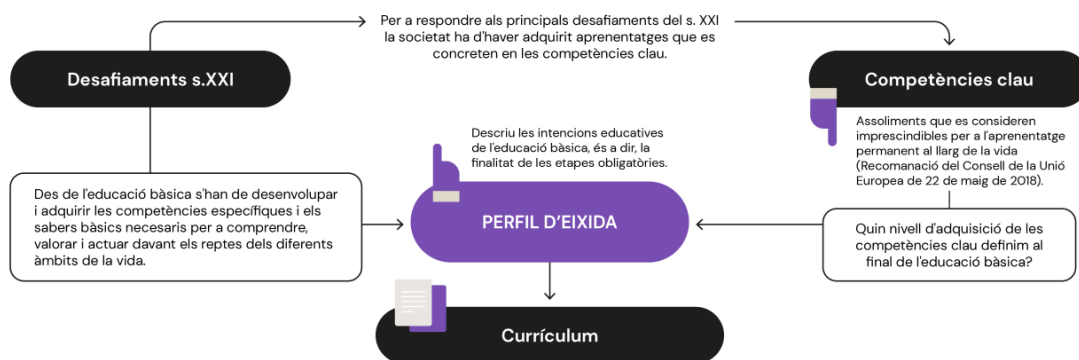 Per a respondre als principals desafiaments del s. XXI
la societat ha d'haver adquirit aprenentatges que es
concreten en les competències clau.
Desafiaments s.XXI
Competències clau
Descriu les intencions educatives
de l'educació bàsica, és a dir, la
finalitat de les etapes obligatòries.
Assoliments que es consideren
imprescindibles per a l'aprenentatge
permanent al llarg de la vida
(Recomanació del Consell de la Unió
Europea de 22 de maig de 2018).
Des de l'educació bàsica s'han de desenvolupar
i adquirir les competències específiques i els
sabers bàsics necesaris per a comprendre,
valorar i actuar davant els reptes dels diferents
àmbits de la vida.
PERFIL D'EIXIDA
Quin nivell d'adquisició de les
competències clau definim al
final de l'educació bàsica?
Currículum